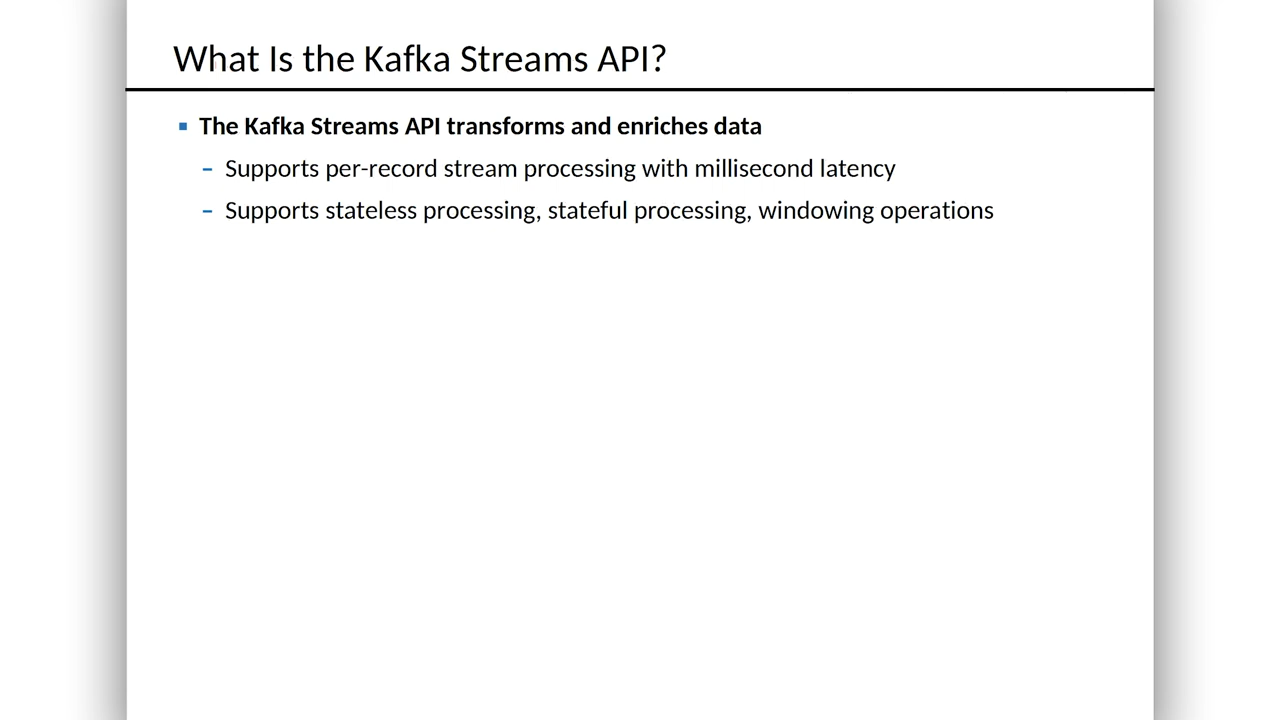 What Is the Kafka Streams API?
▪ The Kafka Streams API transforms and enriches data
– Supports per-record stream processing with millisecond latency
– Supports stateless processing, stateful processing, windowing operations